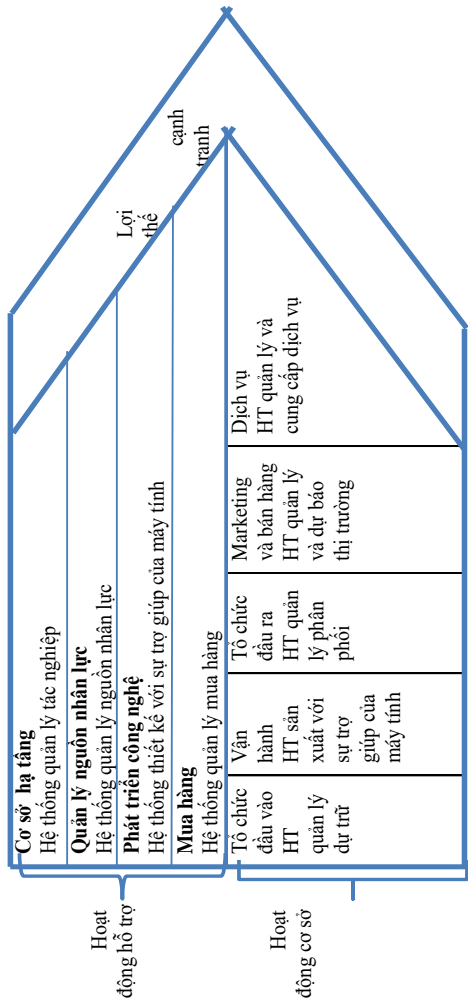 Cơ sở hạ tầng
Hệ thống quản lý tác nghiệp
Quản lý nguồn nhân lực
Hệ thống quản lý nguồn nhân lực
Phát triển công nghệ
Hệ thống thiết kế với sự trợ giúp của máy tính
Mua hàng
Hệ thống quản lý mua hàng
Hoạt
động hỗ trợ
Lợi
thế
cạnh
tranh
Tổ chức
đầu vào
HT
quản lý
dự trữ
Vận
hành
HT sản
xuất với
sự trợ
giúp của
máy tính
Tổ chức
đầu ra
HT quản
lý phân
phối
Marketing
và bán hàng
HT quản lý
và dự báo
thị trường
Dịch vụ
HT quản lý và
cung cấp dịch vụ
Hoạt
động cơ sở